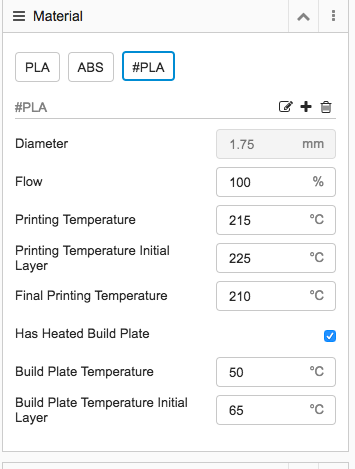 Material
PLA ABS #PLA
#PLA
Diameter 1.75 mm
Flow 100 %
Printing Temperature 215 °C
Printing Temperature Initial
Layer 225 °C
Final Printing Temperature 210 °C
Has Heated Build Plate
Build Plate Temperature 50 °C
Build Plate Temperature Initial
Layer 65 °C